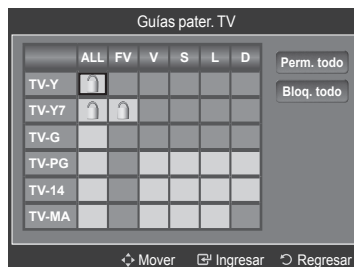 Guías pater. TV
ALL FV V S L D
Perm. todo
Bloq. todo
TV-Y
TV-Y7
TV-G
TV-PG
TV-14
TV-MA
Mover Ingresar Regresar